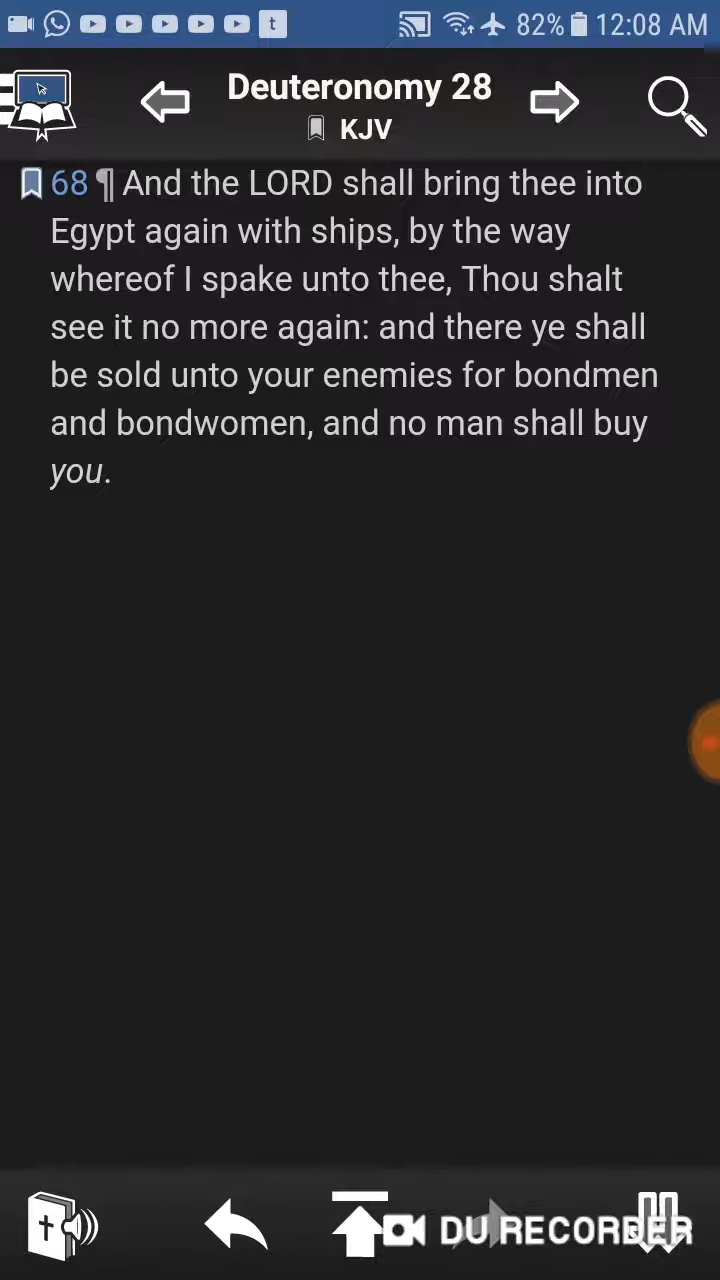 t 82% 12:08 AM
Deuteronomy 28
KJV
68 ¶ And the LORD shall bring thee into
Egypt again with ships, by the way
whereof I spake unto thee, Thou shalt
see it no more again: and there ye shall
be sold unto your enemies for bondmen
and bondwomen, and no man shall buy
you.
DU RECORDER